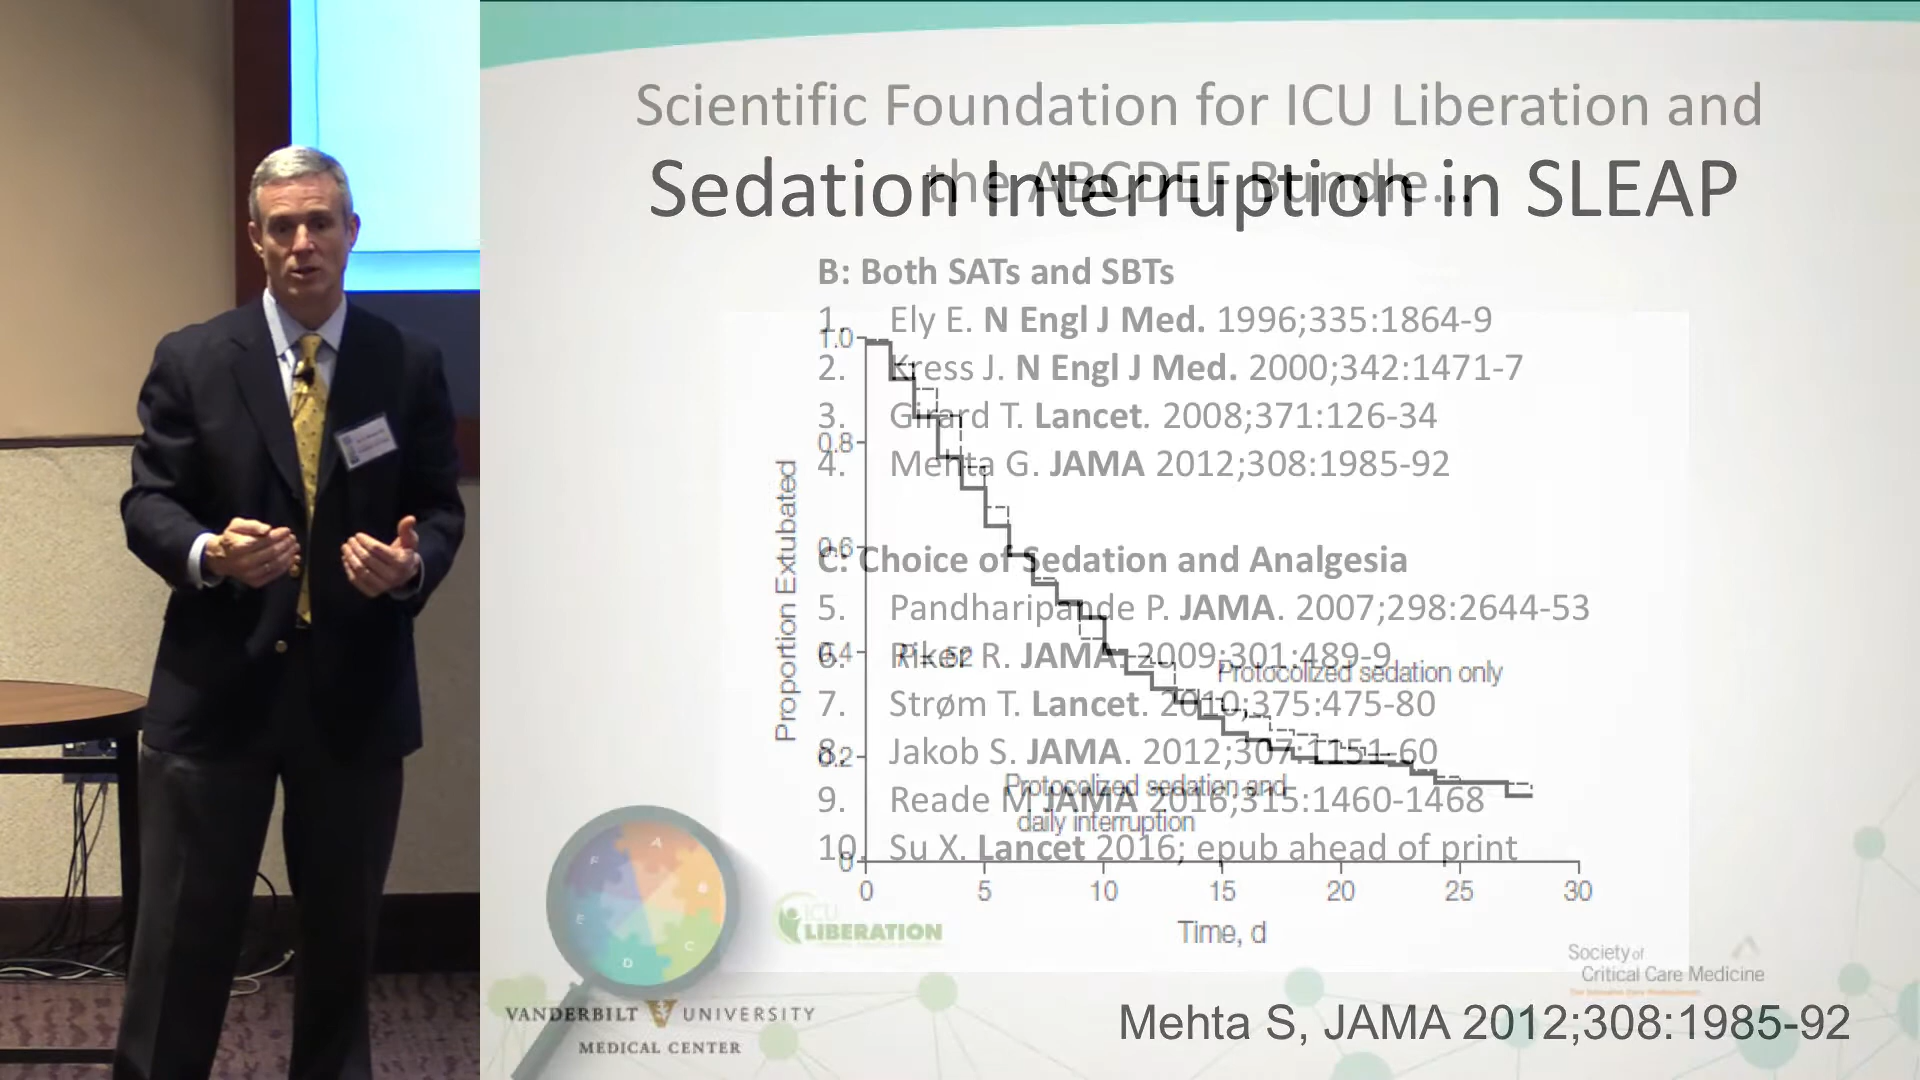 Scientific Foundation for ICU Liberation and
the ABCDEF Bundle...
Sedation Interruption in SLEAP
B: Both SATs and SBTs
1. Ely E. N Engl J Med. 1996;335:1864-9
2. Kress J. N Engl J Med. 2000;342:1471-7
3. Girard T. Lancet. 2008;371:126-34
4. Mehta G. JAMA 2012;308:1985-92
C: Choice of Sedation and Analgesia
5. Pandharipande P. JAMA. 2007;298:2644-53
6. Riker R. JAMA. 2009;301:489-9
7. Strøm T. Lancet. 2010;375:475-80
8. Jakob S. JAMA. 2012;307:1151-60
9. Reade M. JAMA 2016;315:1460-1468
10. Su X. Lancet 2016; epub ahead of print
Proportion Extubated
1.0
0.8
0.6
0.4
0.2
0
Protocolized sedation only
Protocolized sedation and
daily interruption
0 5 10 15 20 25 30
Time, d
A
B
C
D
E
F
ICU
LIBERATION
Society of
Critical Care Medicine
VANDERBILT UNIVERSITY
MEDICAL CENTER
Mehta S, JAMA 2012;308:1985-92